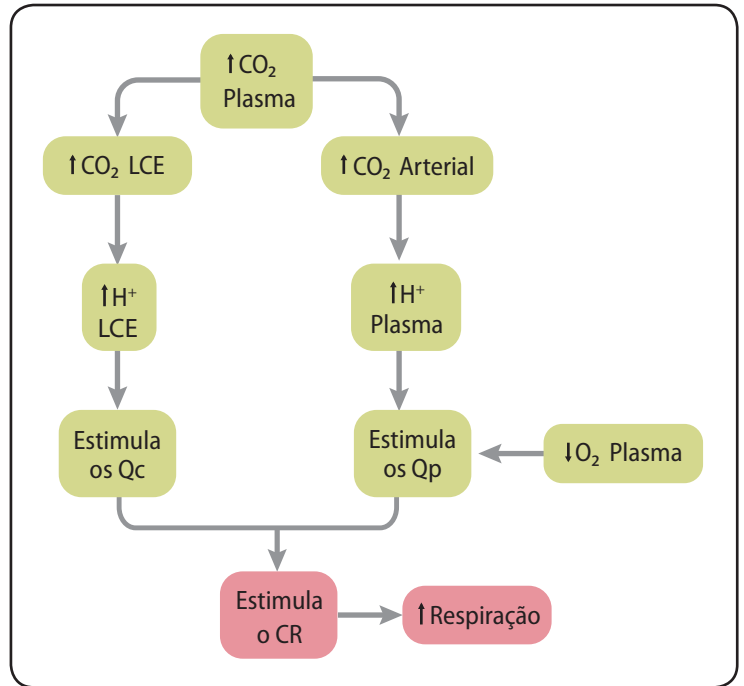 ↑CO₂
Plasma
↑CO₂ LCE
↑CO₂ Arterial
↑H⁺
LCE
↑H⁺
Plasma
Estimula
os Qc
Estimula
os Qp
↓O₂ Plasma
Estimula
o CR
↑Respiração